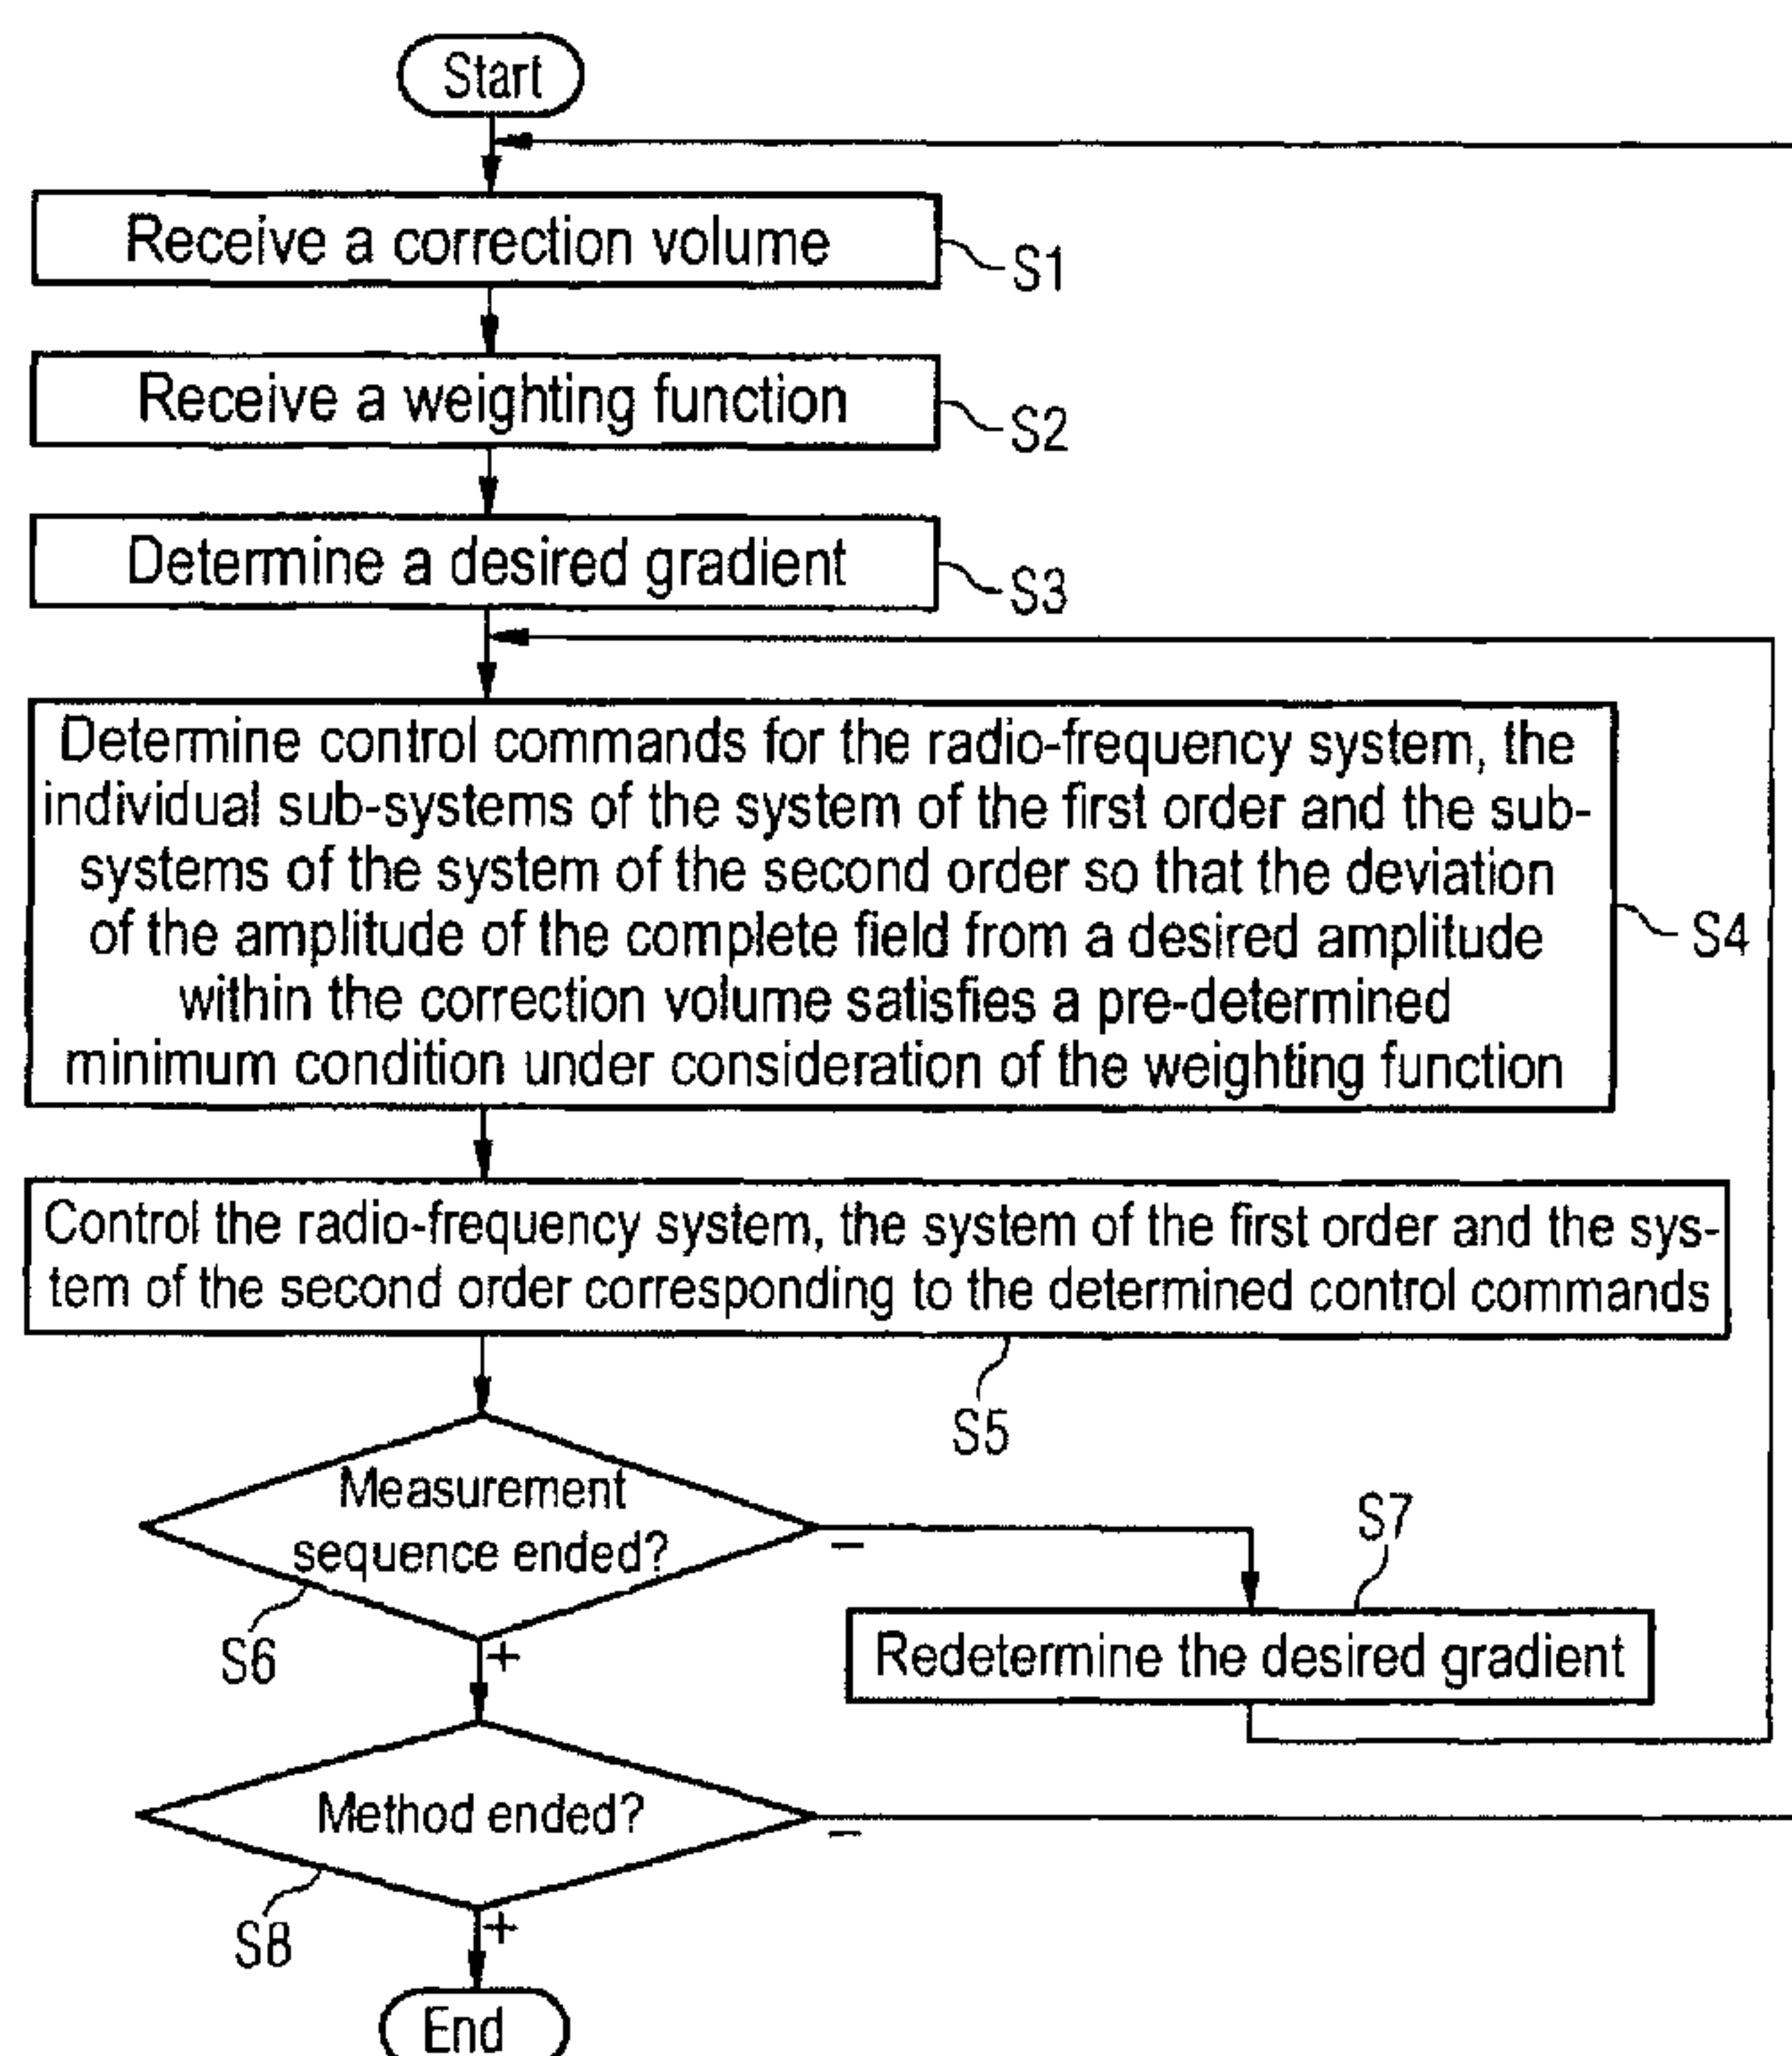 Start
Receive a correction volume
S1
Receive a weighting function
S2
Determine a desired gradient
S3
Determine control commands for the radio-frequency system, the
individual sub-systems of the system of the first order and the sub-
systems of the system of the second order so that the deviation
of the amplitude of the complete field from a desired amplitude
within the correction volume satisfies a pre-determined
minimum condition under consideration of the weighting function
S4
Control the radio-frequency system, the system of the first order and the sys-
tem of the second order corresponding to the determined control commands
S5
Measurement
sequence ended?
–
S6
+
S7
Redetermine the desired gradient
Method ended?
–
S8
+
End